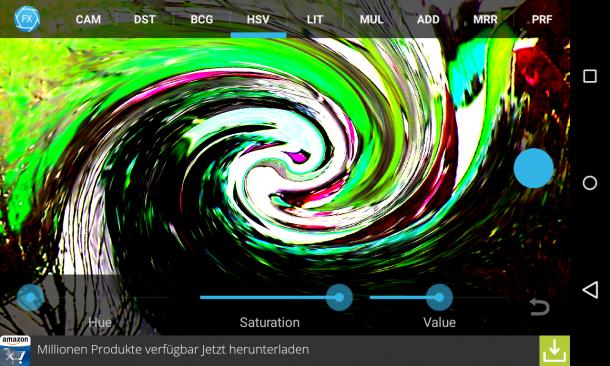 FX CAM DST BCG HSV LIT MUL ADD MRR PRF
Hue Saturation Value
amazon
Millionen Produkte verfügbar Jetzt herunterladen